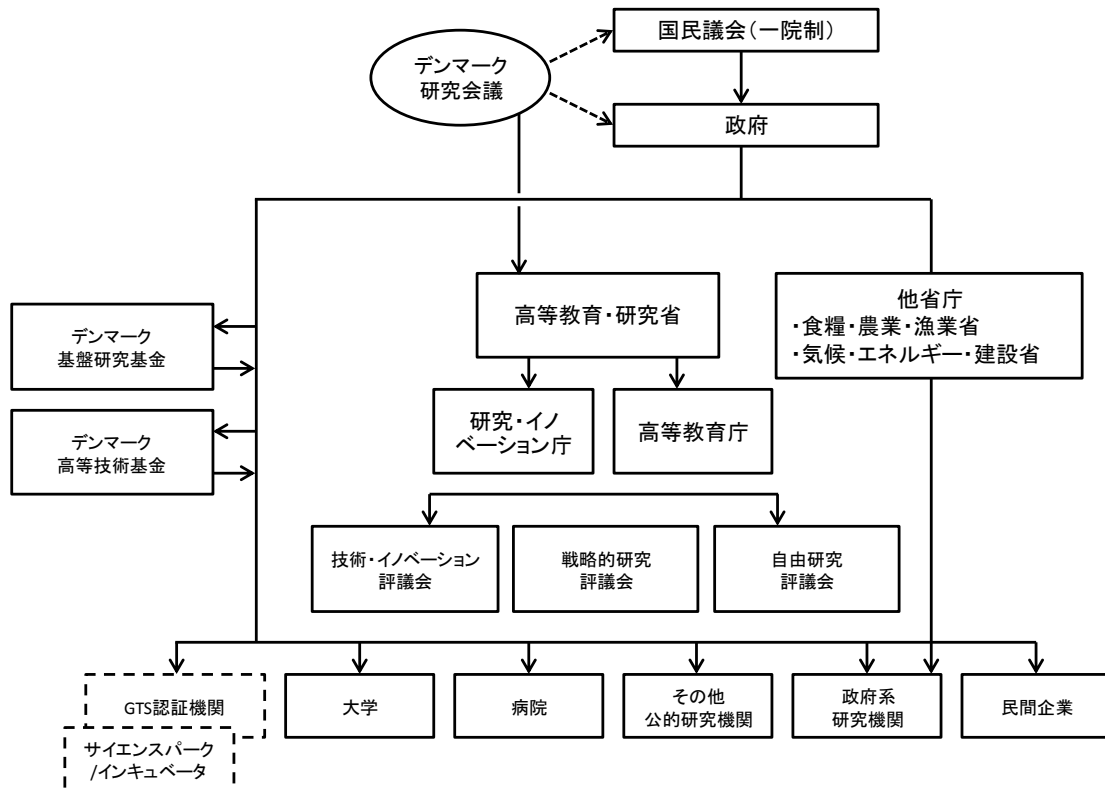 国民議会(一院制)
デンマーク
研究会議
政府
高等教育・研究省
他省庁
・食糧・農業・漁業省
・気候・エネルギー・建設省
デンマーク
基盤研究基金
研究・イノ
ベーション庁
高等教育庁
デンマーク
高等技術基金
技術・イノベーション
評議会
戦略的研究
評議会
自由研究
評議会
GTS認証機関
大学
病院
その他
公的研究機関
政府系
研究機関
民間企業
サイエンスパーク
/インキュベータ